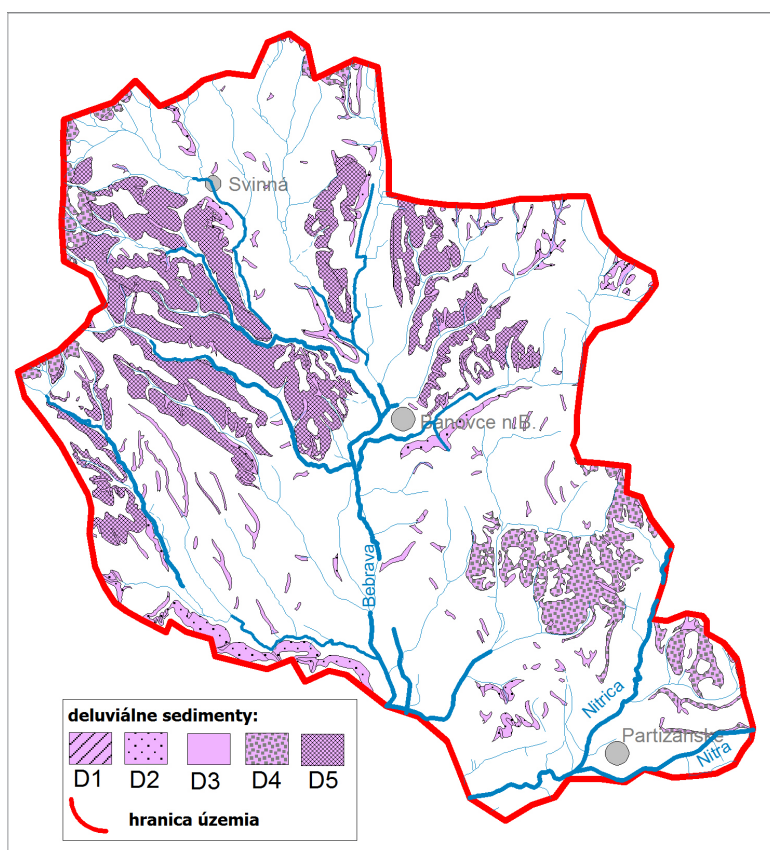 Svinná
Bánovce n.B.
Bebrava
Nitrica
Partizánske
Nitra
deluviálne sedimenty:
D1 D2 D3 D4 D5
hranica územia